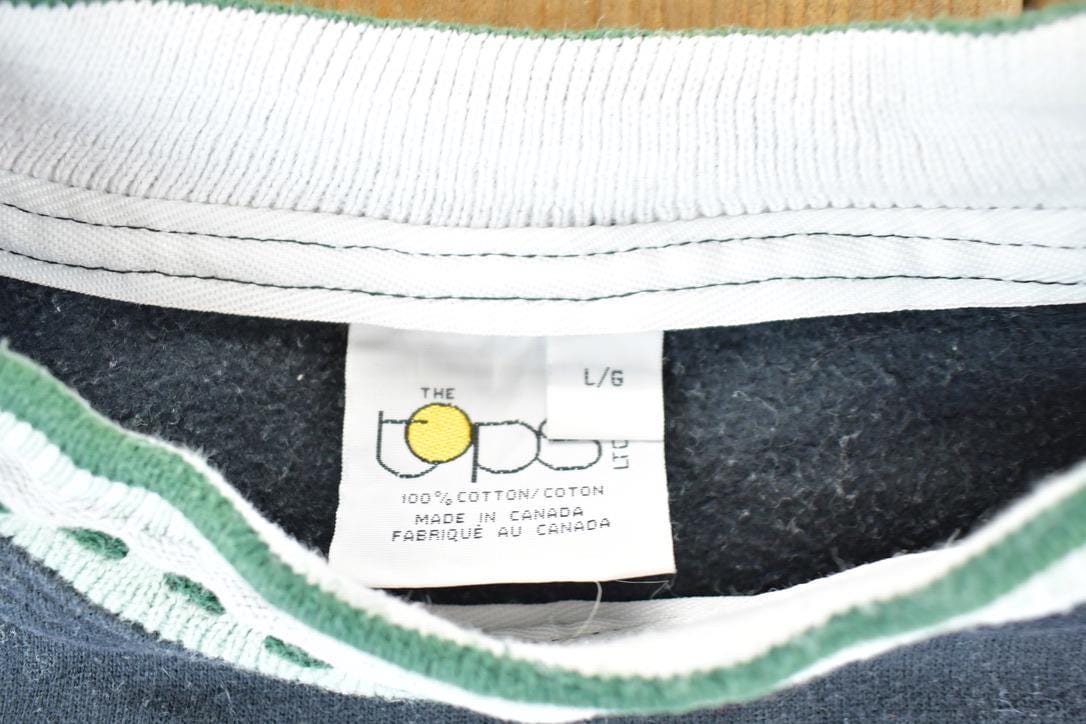 L/G
THE
tops
LTD
100% COTTON/COTON
MADE IN CANADA
FABRIQUÉ AU CANADA